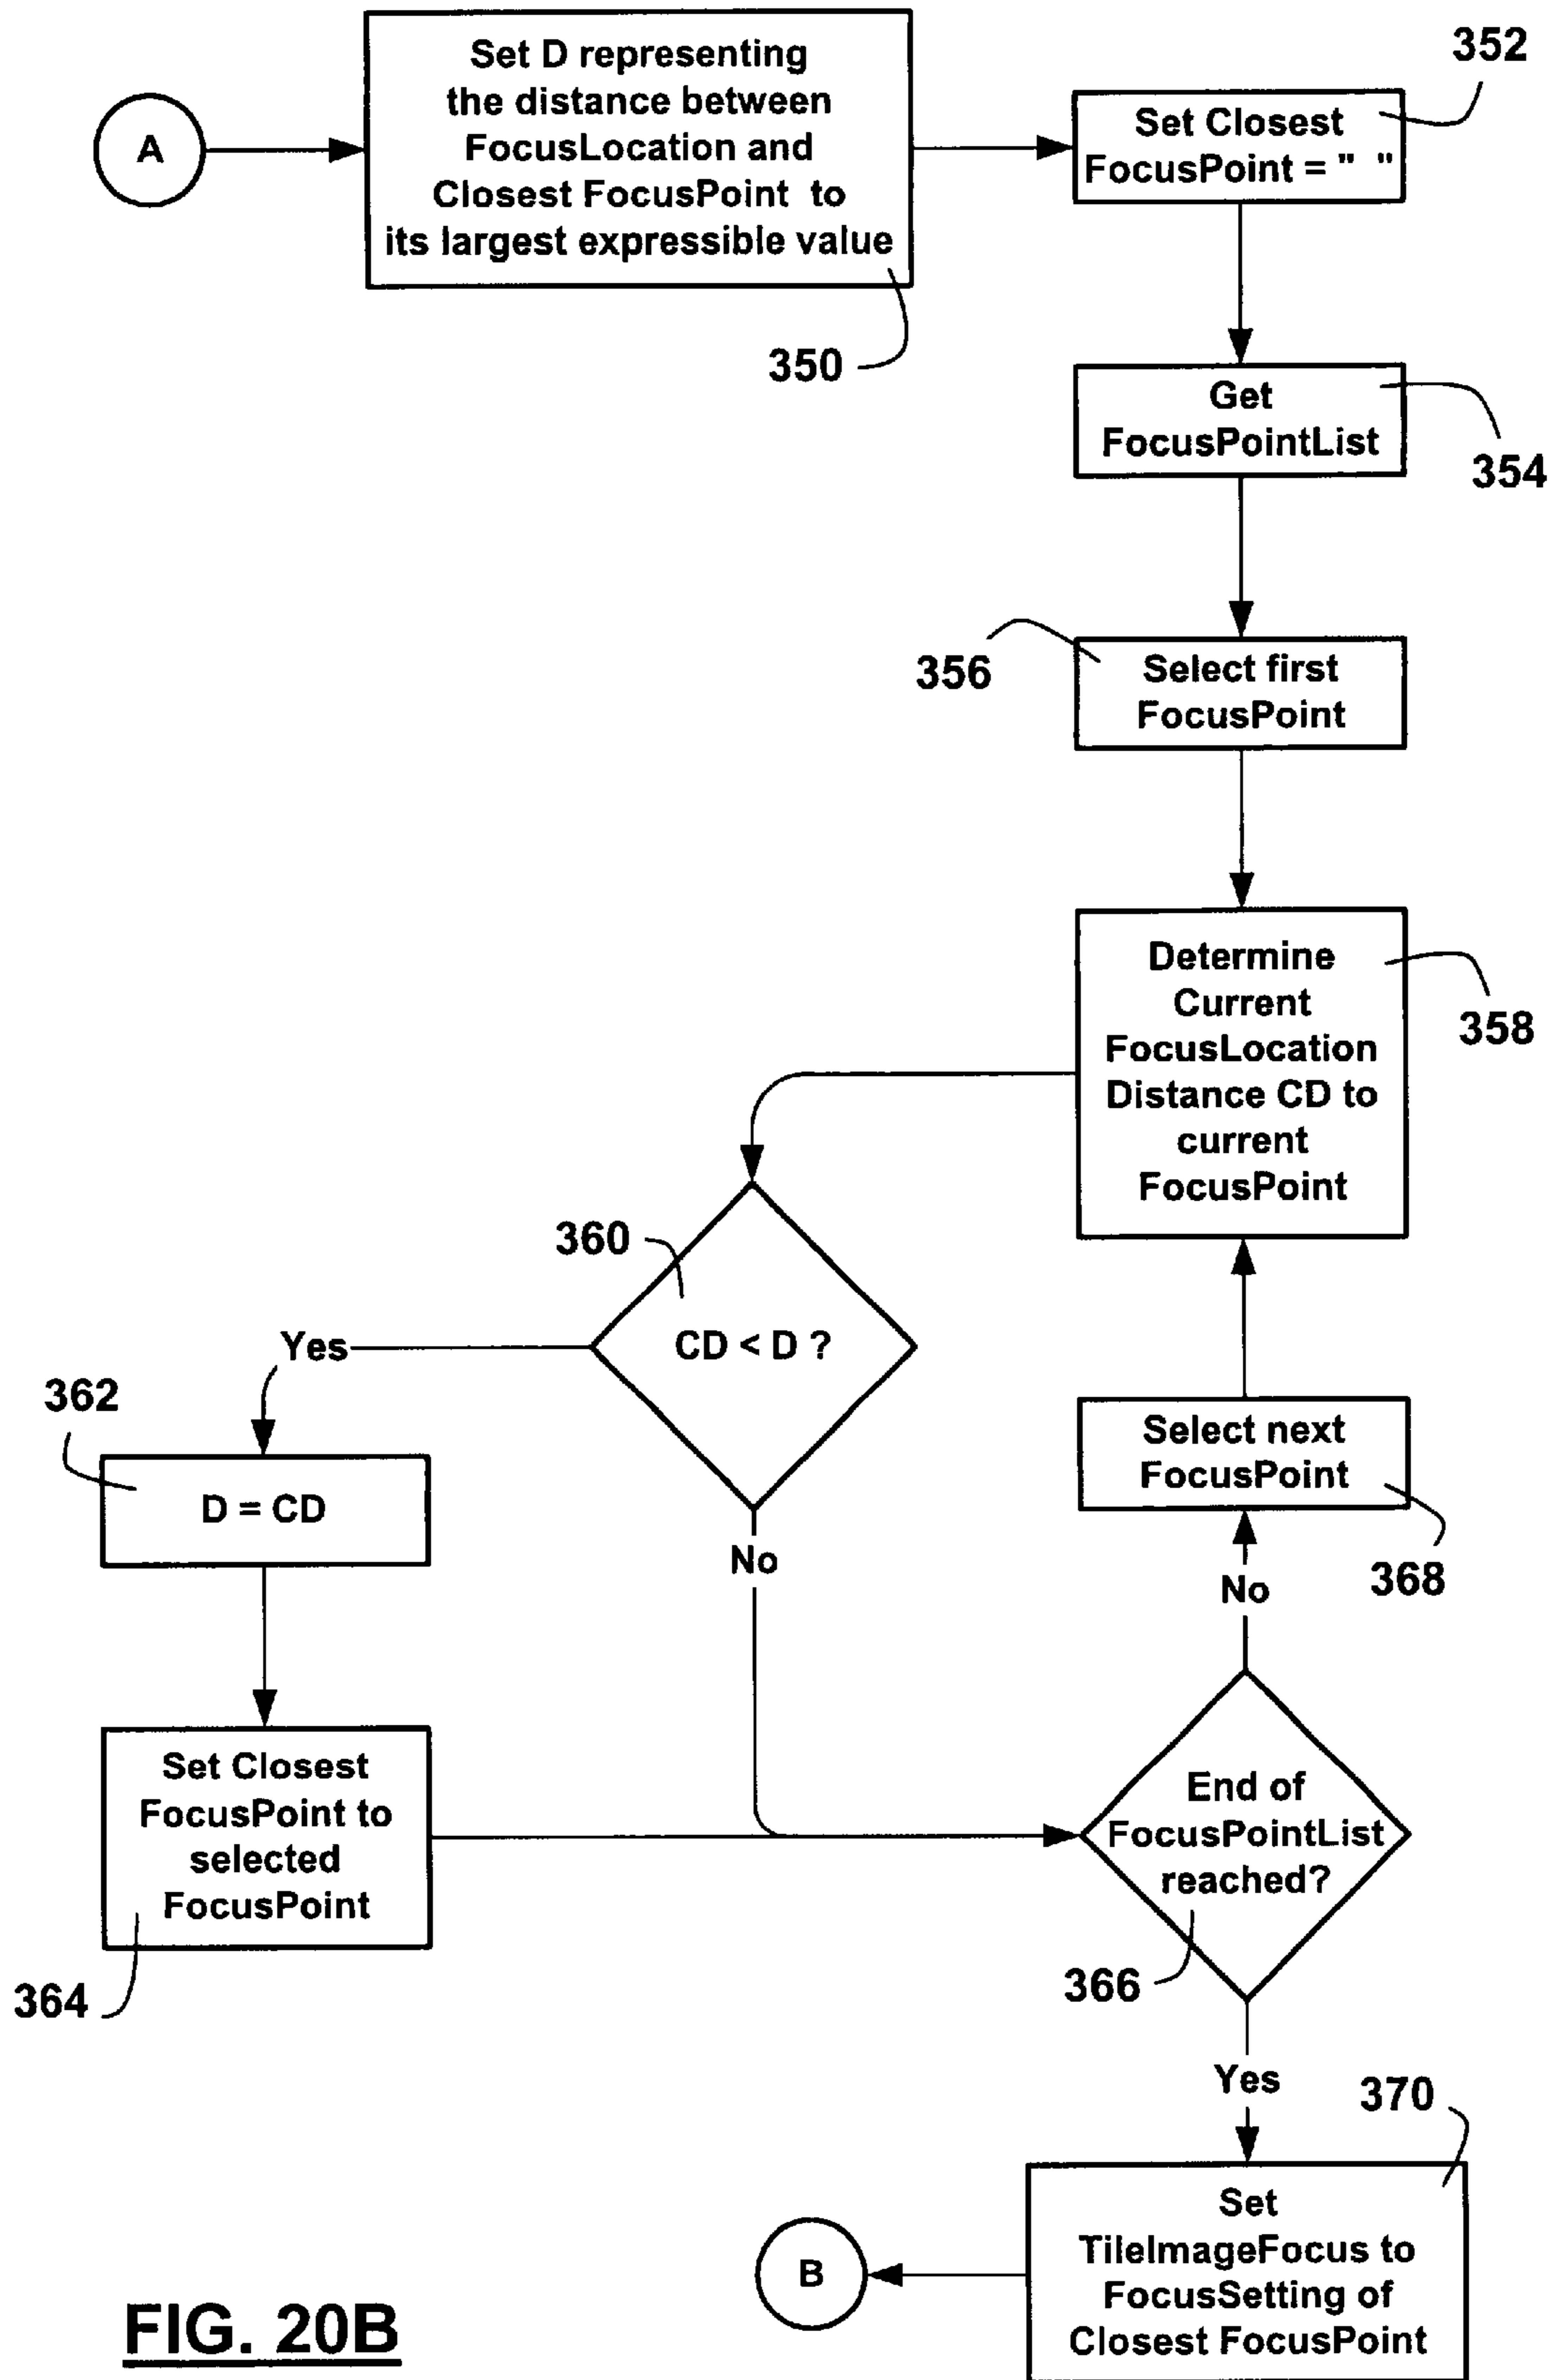 A
Set D representing
the distance between
FocusLocation and
Closest FocusPoint to
its largest expressible value
350
352
Set Closest
FocusPoint = " "
Get
FocusPointList
354
356
Select first
FocusPoint
Determine
Current
FocusLocation
Distance CD to
current
FocusPoint
358
360
CD < D ?
Yes
No
362
D = CD
Set Closest
FocusPoint to
selected
FocusPoint
364
Select next
FocusPoint
368
No
End of
FocusPointList
reached?
366
Yes
370
Set
TileImageFocus to
FocusSetting of
Closest FocusPoint
B
FIG. 20B